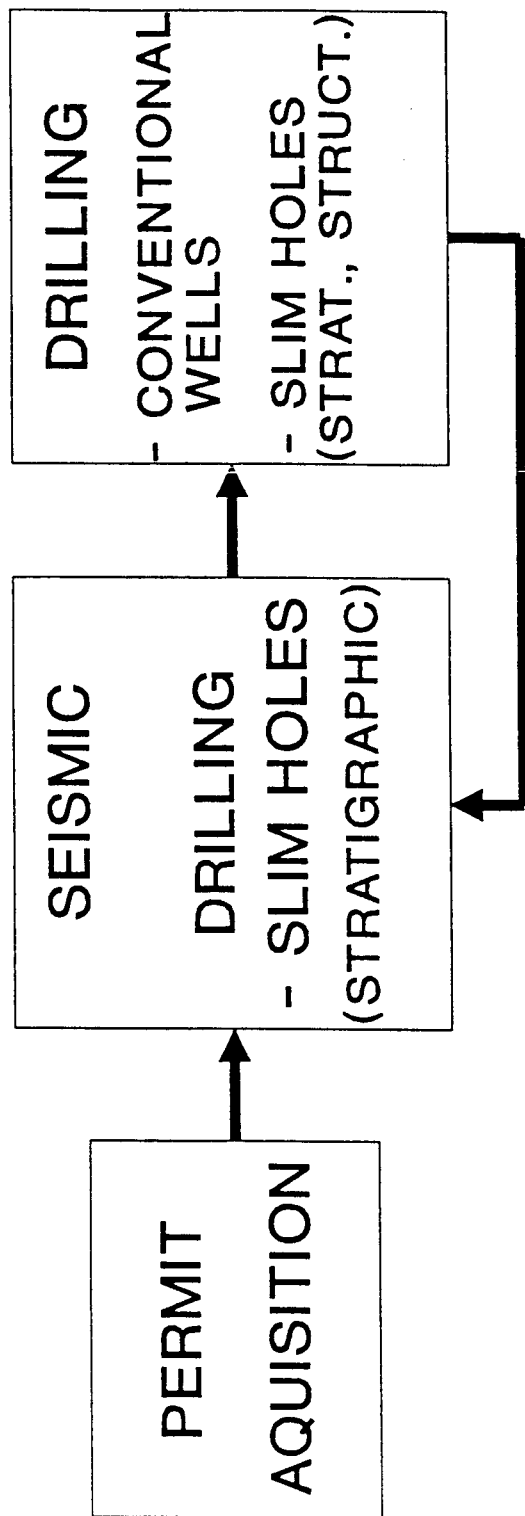 PERMIT
AQUISITION
SEISMIC
DRILLING
- SLIM HOLES
(STRATIGRAPHIC)
DRILLING
- CONVENTIONAL
WELLS
- SLIM HOLES
(STRAT., STRUCT.)